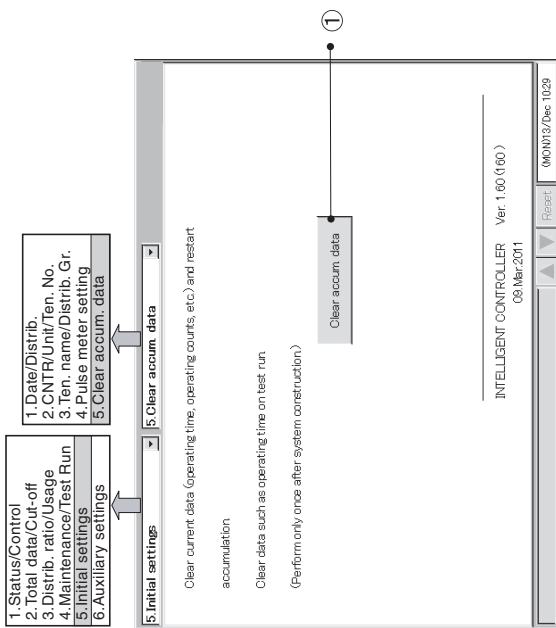 1.Status/Control
2.Total data/Cut-off
3.Distrib. ratio/Usage
4.Maintenance/Test Run
5.Initial settings
6.Auxiliary settings
1.Date/Distrib.
2.CNTR/Unit/Ten. No.
3.Ten. name/Distrib. Gr.
4.Pulse meter setting
5.Clear accum. data
5.Initial settings
5.Clear accum. data
Clear current data (operating time, operating counts, etc.) and restart
accumulation
Clear data such as operating time on test run
(Perform only once after system construction)
Clear accum. data
①
INTELLIGENT CONTROLLER Ver. 1.60 (160)
09.Mar.2011
Reset
(MON)13/Dec 10:29